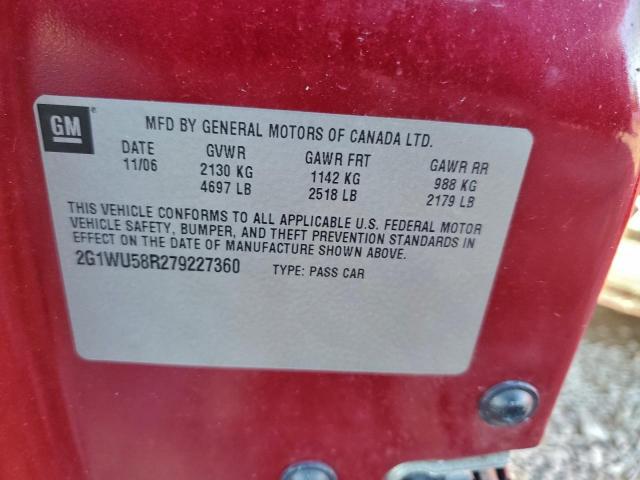 GM
MFD BY GENERAL MOTORS OF CANADA LTD.
DATE GVWR GAWR FRT GAWR RR
11/06 2130 KG 1142 KG 988 KG
4697 LB 2518 LB 2179 LB
THIS VEHICLE CONFORMS TO ALL APPLICABLE U.S. FEDERAL MOTOR
VEHICLE SAFETY, BUMPER, AND THEFT PREVENTION STANDARDS IN
EFFECT ON THE DATE OF MANUFACTURE SHOWN ABOVE.
2G1WU58R279227360 TYPE: PASS CAR